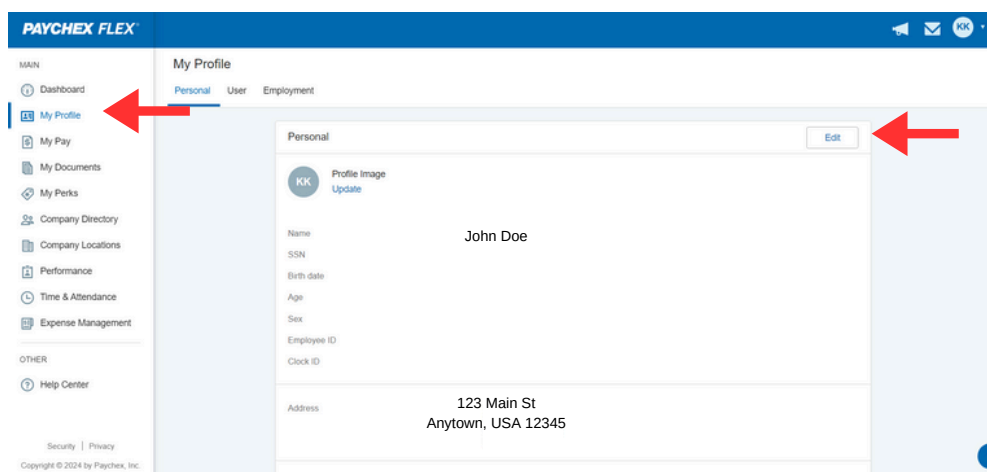 PAYCHEX FLEX®
KK
MAIN
Dashboard
My Profile
My Pay
My Documents
My Perks
Company Directory
Company Locations
Performance
Time & Attendance
Expense Management
OTHER
Help Center
Security | Privacy
Copyright © 2024 by Paychex, Inc.
My Profile
Personal User Employment
Personal
Edit
KK
Profile Image
Update
Name John Doe
SSN
Birth date
Age
Sex
Employee ID
Clock ID
Address 123 Main St
Anytown, USA 12345